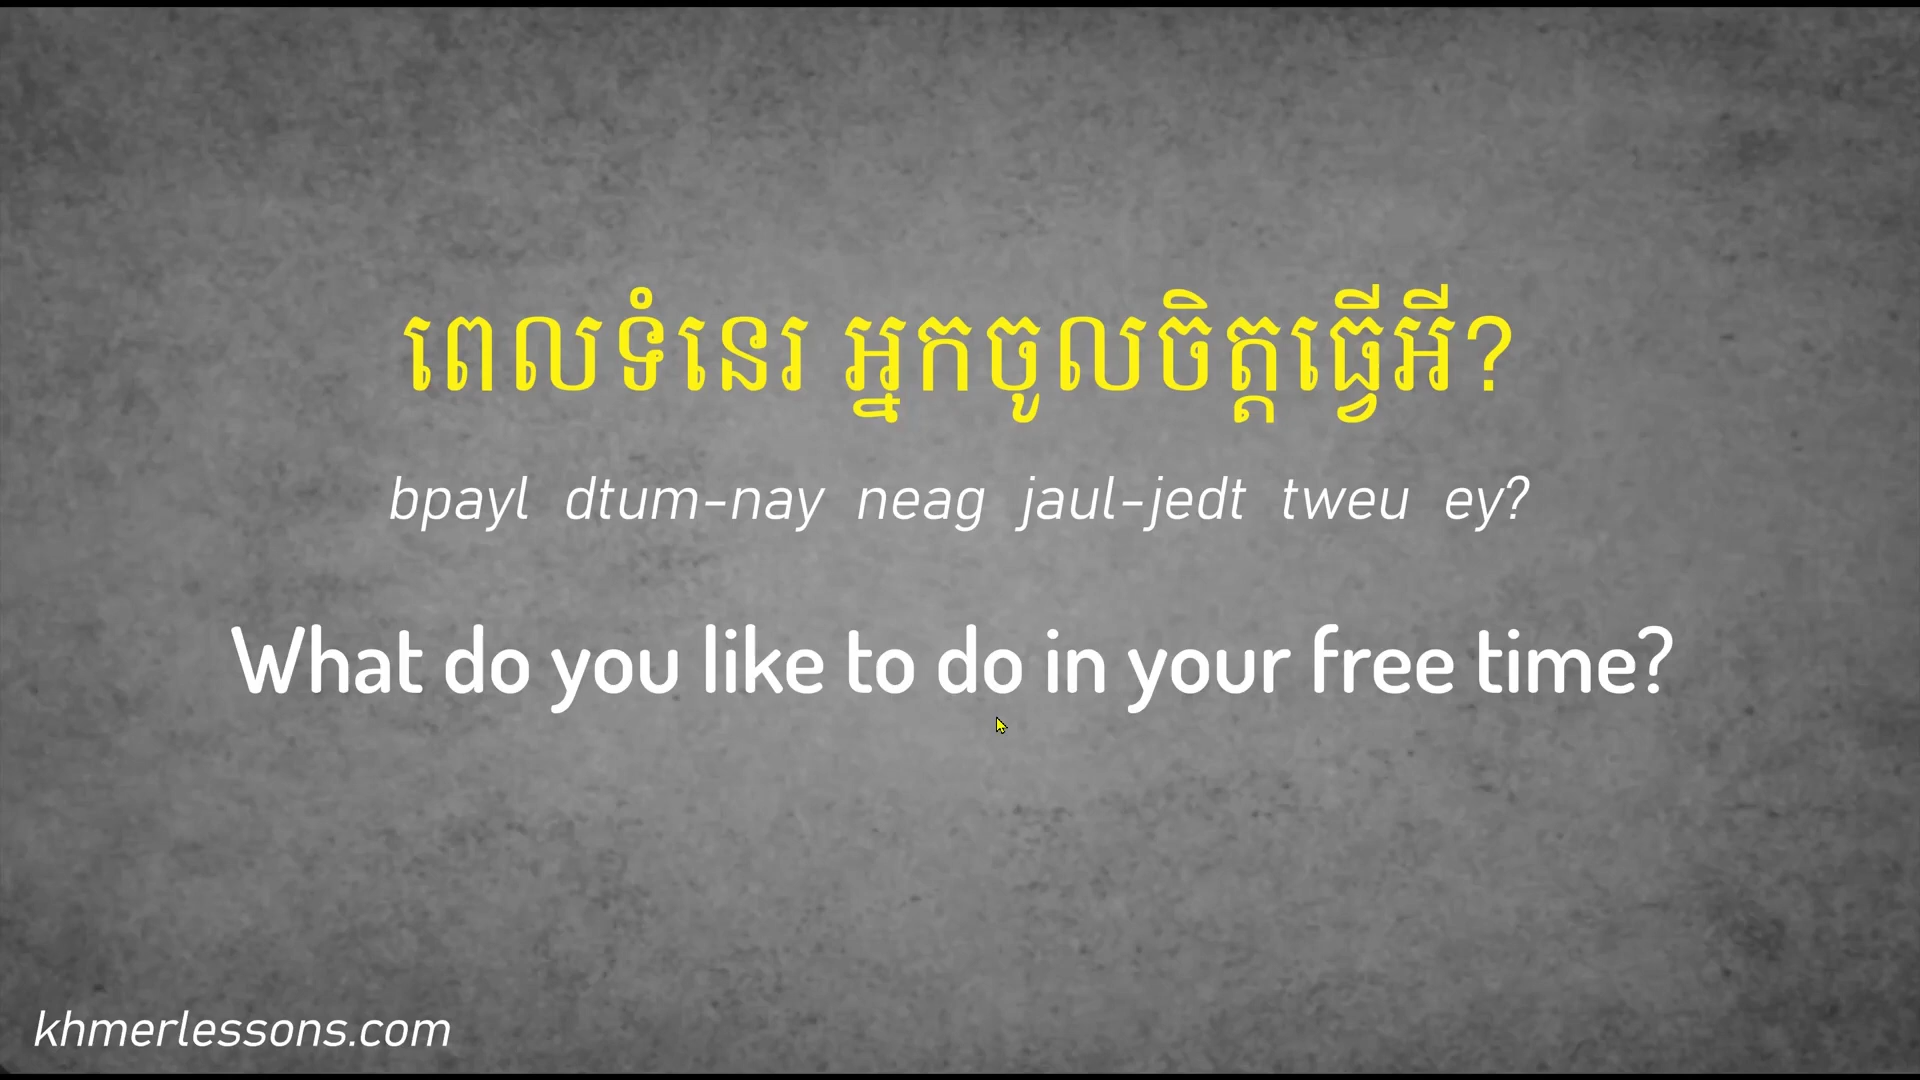 ពេលទំនេរ អ្នកចូលចិត្តធ្វើអី?
bpayl dtum-nay neag jaul-jedt tweu ey?
What do you like to do in your free time?
khmerlessons.com